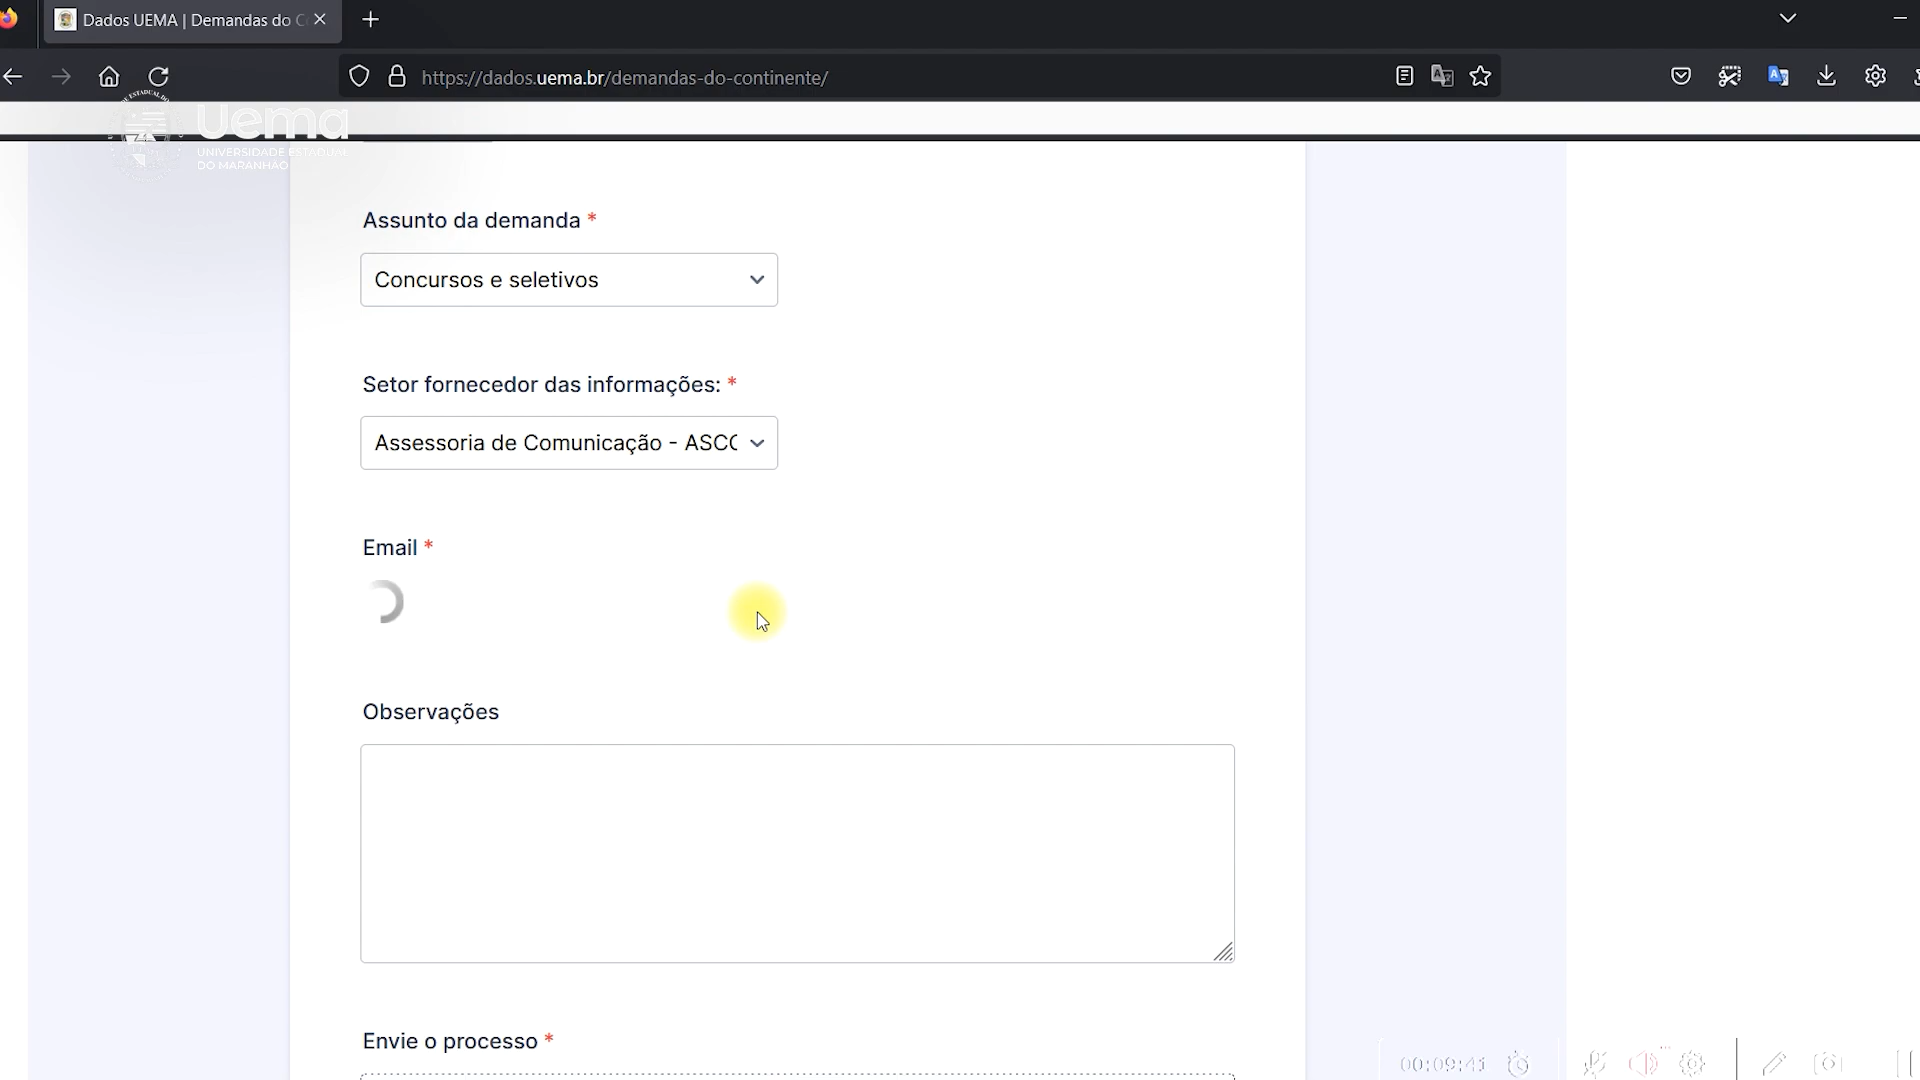 Dados UEMA | Demandas do C
https://dados.uema.br/demandas-do-continente/
Uema
UNIVERSIDADE ESTADUAL
DO MARANHÃO
Assunto da demanda *
Concursos e seletivos
Setor fornecedor das informações: *
Assessoria de Comunicação - ASCC
Email *
Observações
Envie o processo *
00:09:41